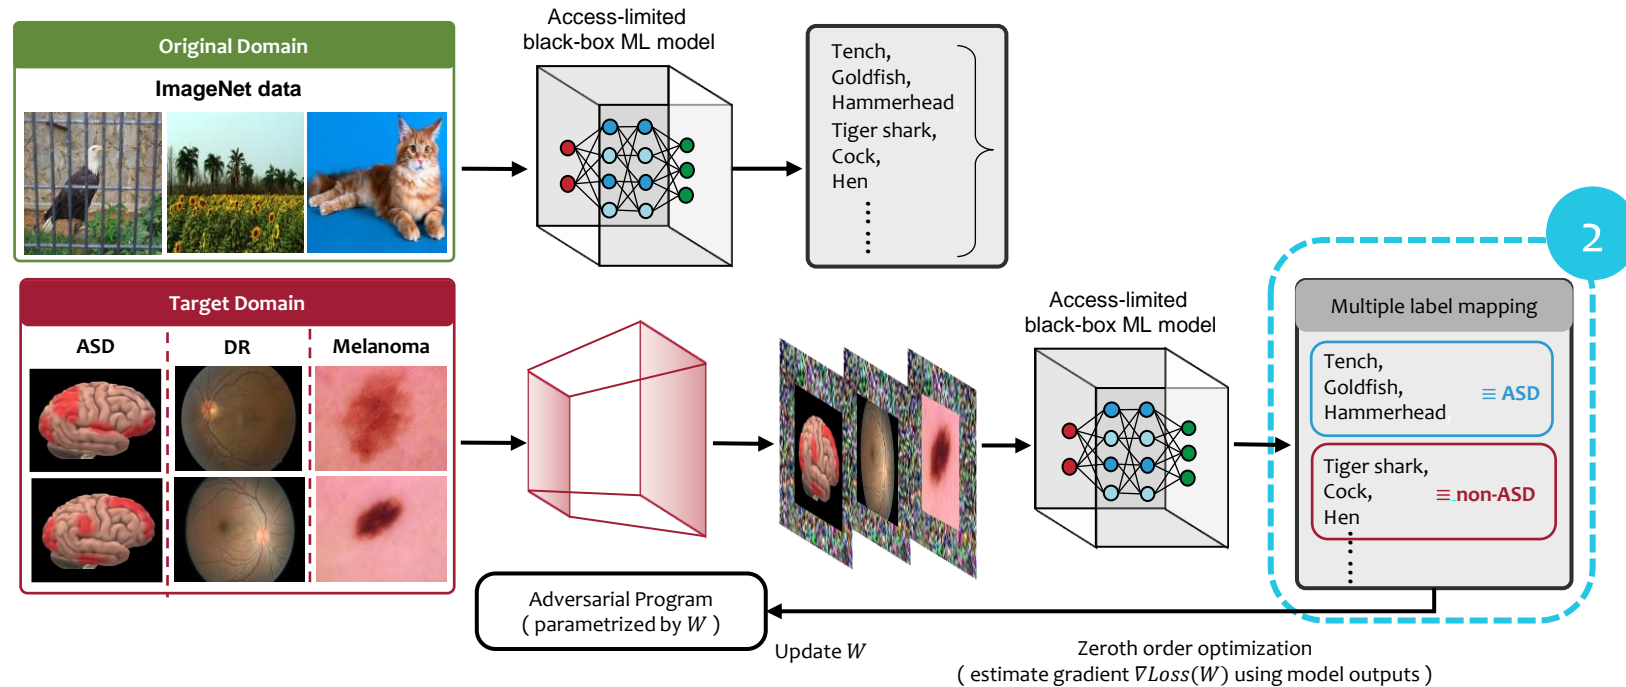 Original Domain
ImageNet data
Access-limited
black-box ML model
Tench,
Goldfish,
Hammerhead,
Tiger shark,
Cock,
Hen
2
Target Domain
ASD
DR
Melanoma
Access-limited
black-box ML model
Multiple label mapping
Tench,
Goldfish,
Hammerhead,
≡ ASD
Tiger shark,
Cock,
Hen
≡ non-ASD
Adversarial Program
( parametrized by W )
Update W
Zeroth order optimization
( estimate gradient ∇Loss(W) using model outputs )